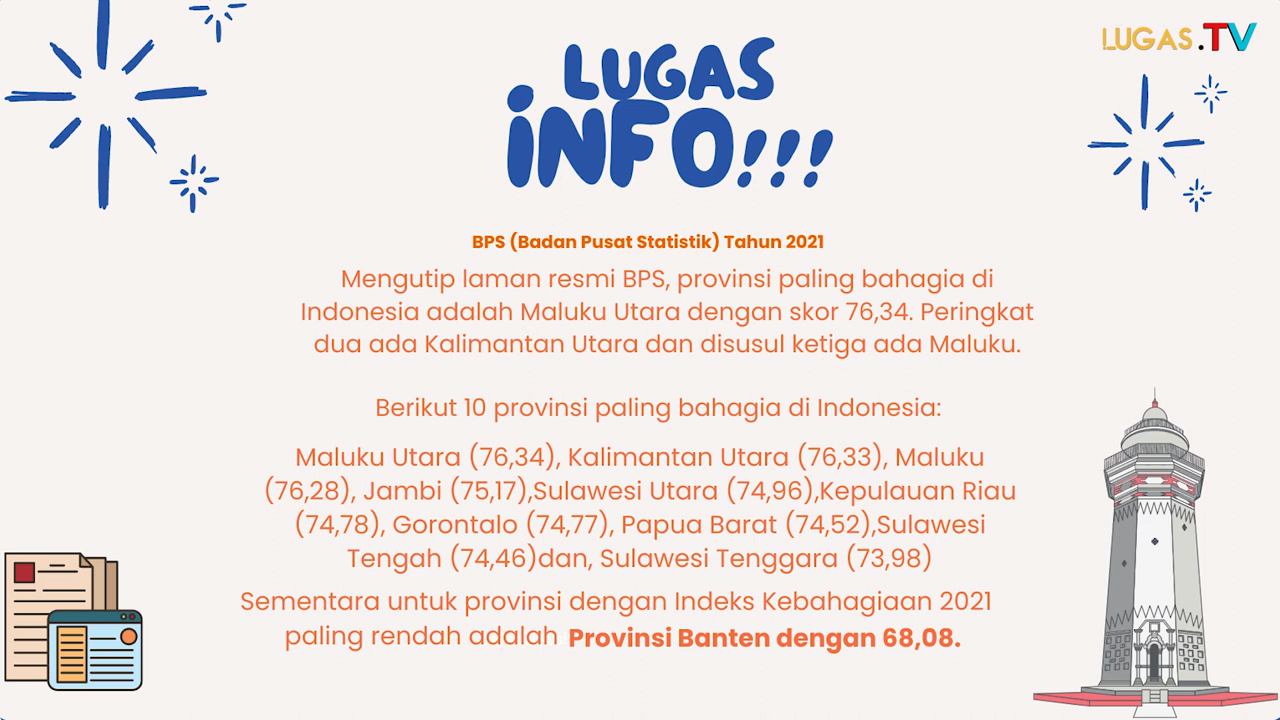 LUGAS.TV
LUGAS
iNFO!!!
BPS (Badan Pusat Statistik) Tahun 2021
Mengutip laman resmi BPS, provinsi paling bahagia di
Indonesia adalah Maluku Utara dengan skor 76,34. Peringkat
dua ada Kalimantan Utara dan disusul ketiga ada Maluku.
Berikut 10 provinsi paling bahagia di Indonesia:
Maluku Utara (76,34), Kalimantan Utara (76,33), Maluku
(76,28), Jambi (75,17),Sulawesi Utara (74,96),Kepulauan Riau
(74,78), Gorontalo (74,77), Papua Barat (74,52),Sulawesi
Tengah (74,46)dan, Sulawesi Tenggara (73,98)
Sementara untuk provinsi dengan Indeks Kebahagiaan 2021
paling rendah adalah Provinsi Banten dengan 68,08.